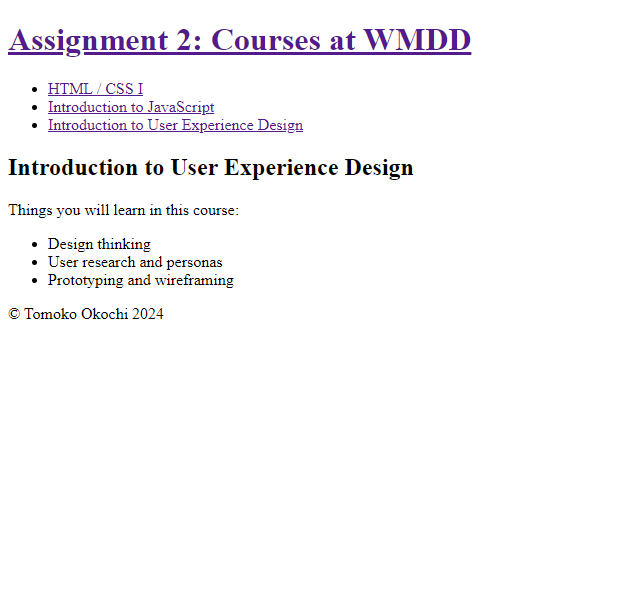 Assignment 2: Courses at WMDD
HTML / CSS I
Introduction to JavaScript
Introduction to User Experience Design
Introduction to User Experience Design
Things you will learn in this course:
Design thinking
User research and personas
Prototyping and wireframing
© Tomoko Okochi 2024